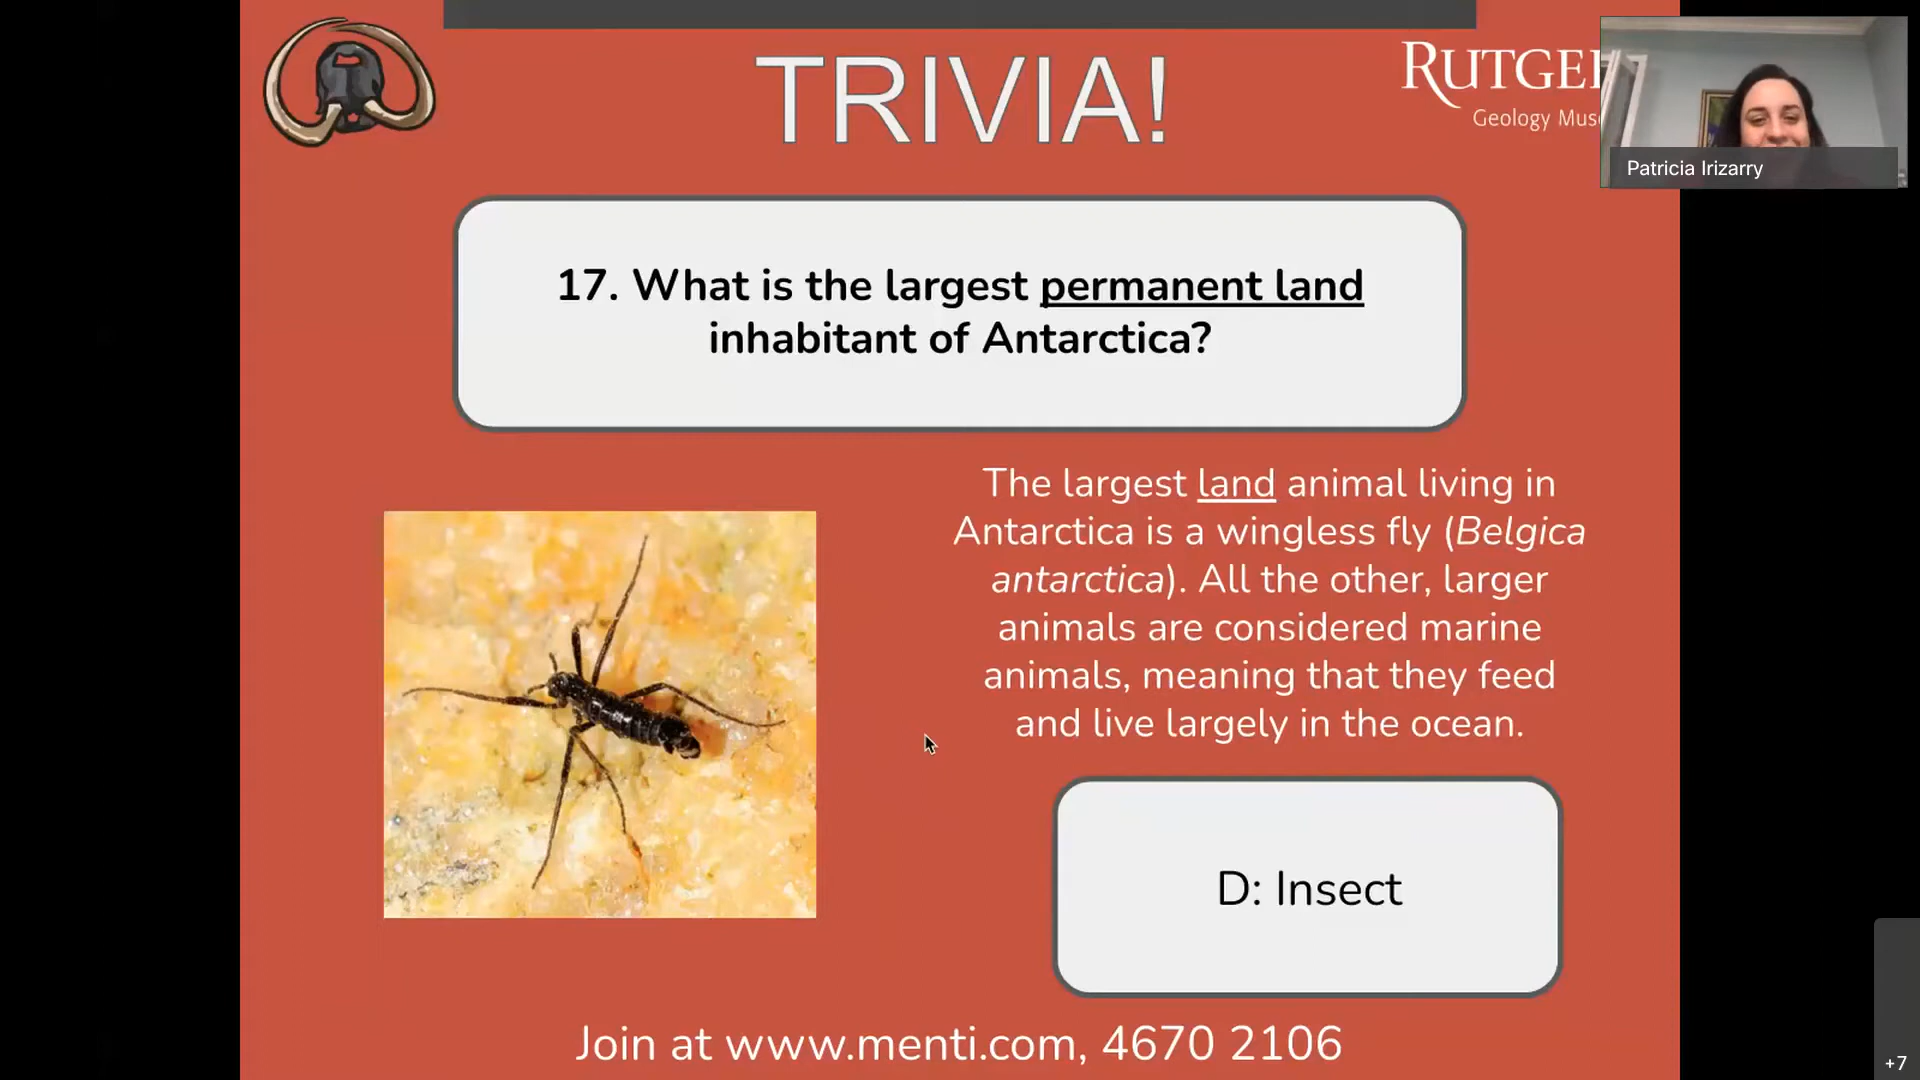 TRIVIA!
RUTGE
Geology Mus
Patricia Irizarry
17. What is the largest permanent land
inhabitant of Antarctica?
The largest land animal living in
Antarctica is a wingless fly (Belgica
antarctica). All the other, larger
animals are considered marine
animals, meaning that they feed
and live largely in the ocean.
D: Insect
Join at www.menti.com, 4670 2106
+7